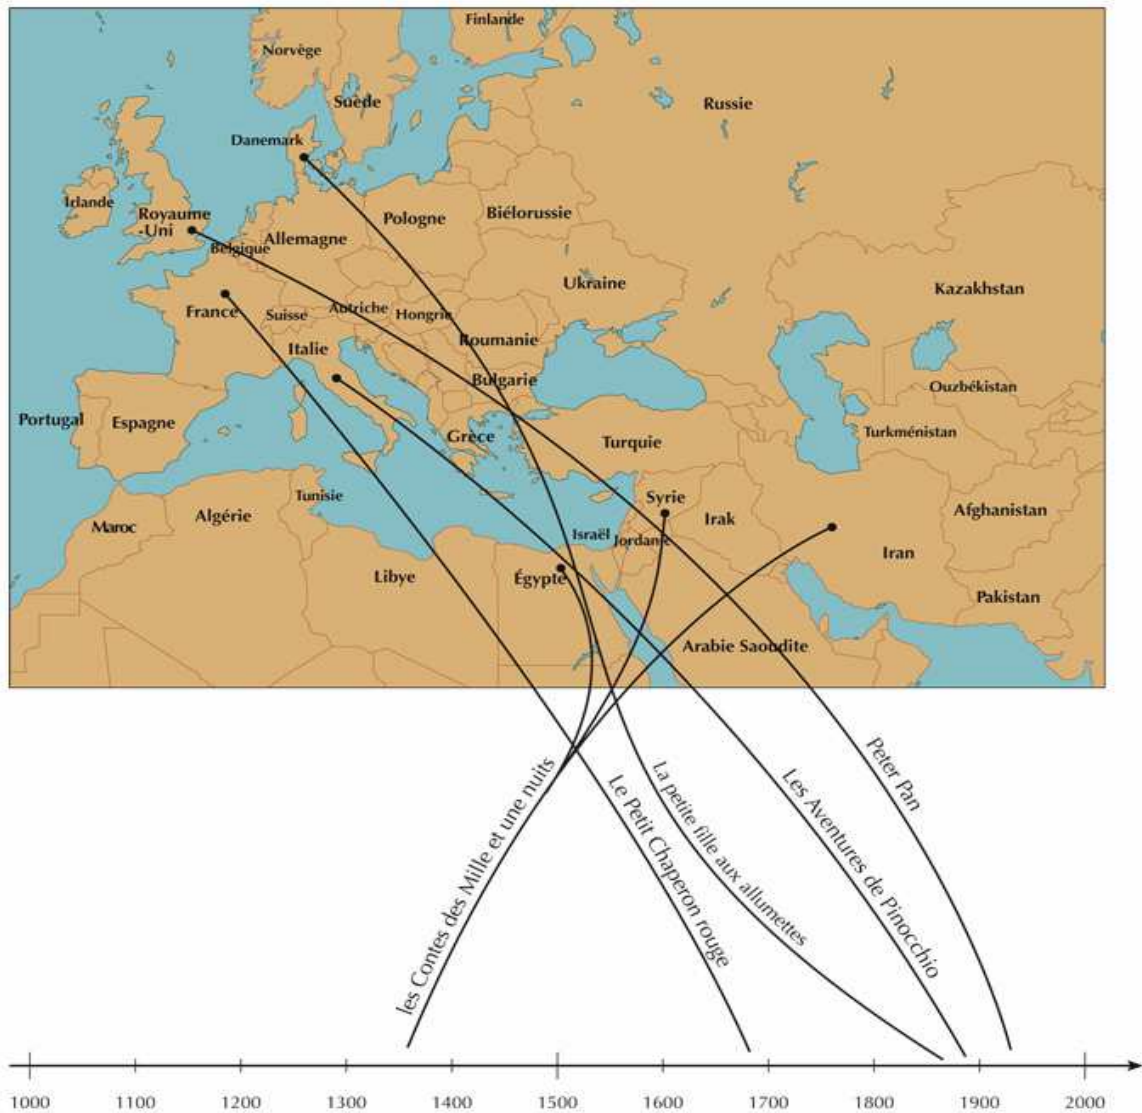 Finlande
Norvège
Suède
Russie
Danemark
Irlande
Royaume
-Uni
Pologne
Biélorussie
Belgique
Allemagne
Ukraine
Kazakhstan
France
Suisse
Autriche
Hongrie
Roumanie
Italie
Bulgarie
Ouzbékistan
Portugal
Espagne
Grèce
Turquie
Turkménistan
Tunisie
Syrie
Algérie
Maroc
Irak
Afghanistan
Israël
Jordanie
Iran
Libye
Égypte
Pakistan
Arabie Saoudite
les Contes des Mille et une nuits
Le Petit Chaperon rouge
La petite fille aux allumettes
Les Aventures de Pinocchio
Peter Pan
1000 1100 1200 1300 1400 1500 1600 1700 1800 1900 2000